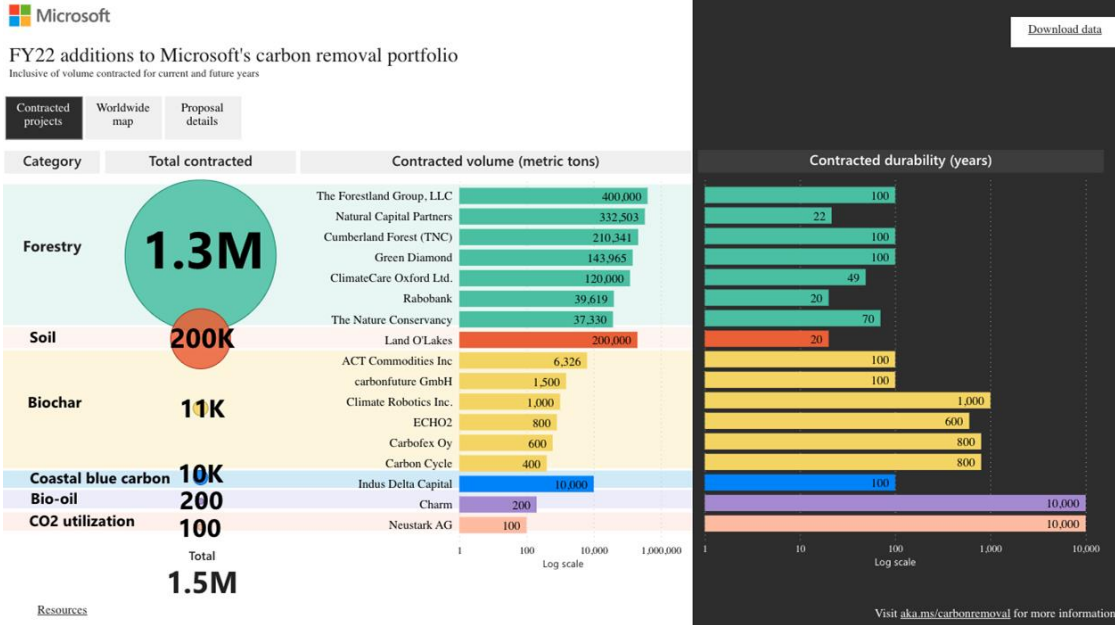 Microsoft
Download data
FY22 additions to Microsoft's carbon removal portfolio
Inclusive of volume contracted for current and future years
Contracted projects
Worldwide map
Proposal details
Category Total contracted Contracted volume (metric tons) Contracted durability (years)
Forestry 1.3M
The Forestland Group, LLC 400,000 100
Natural Capital Partners 332,503 22
Cumberland Forest (TNC) 210,341 100
Green Diamond 143,965 100
ClimateCare Oxford Ltd. 120,000 49
Rabobank 39,619 20
The Nature Conservancy 37,330 70
Soil 200K Land O'Lakes 200,000 20
Biochar 11K
ACT Commodities Inc 6,326 100
carbonfuture GmbH 1,500 100
Climate Robotics Inc. 1,000 1,000
ECHO2 800 600
Carbofex Oy 600 800
Carbon Cycle 400 800
Coastal blue carbon 10K Indus Delta Capital 10,000 100
Bio-oil 200 Charm 200 10,000
CO2 utilization 100 Neustark AG 100 10,000
Total
1.5M
1 100 10,000 1,000,000
Log scale
1 10 100 1,000 10,000
Log scale
Resources
Visit aka.ms/carbonremoval for more information